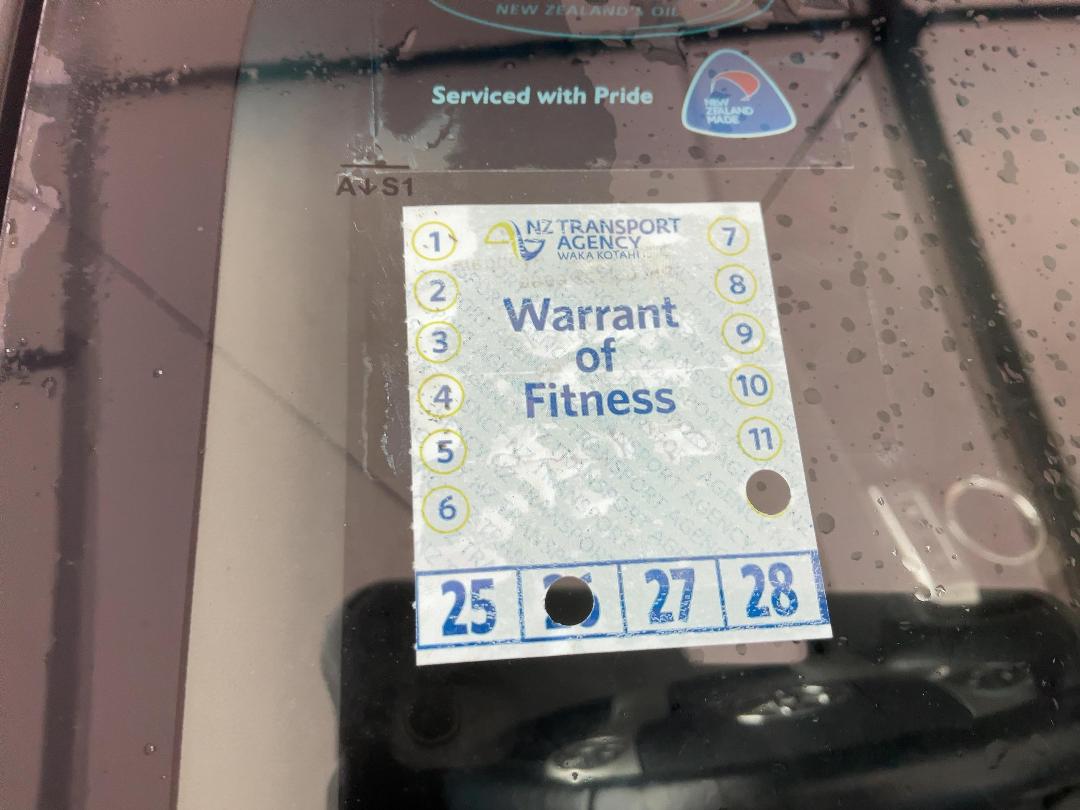 NEW ZEALAND'S OIL
Serviced with Pride
NEW
ZEALAND
MADE
A↓S1
NZ TRANSPORT
AGENCY
WAKA KOTAHI
Warrant
of
Fitness
1
2
3
4
5
6
7
8
9
10
11
25
27
28